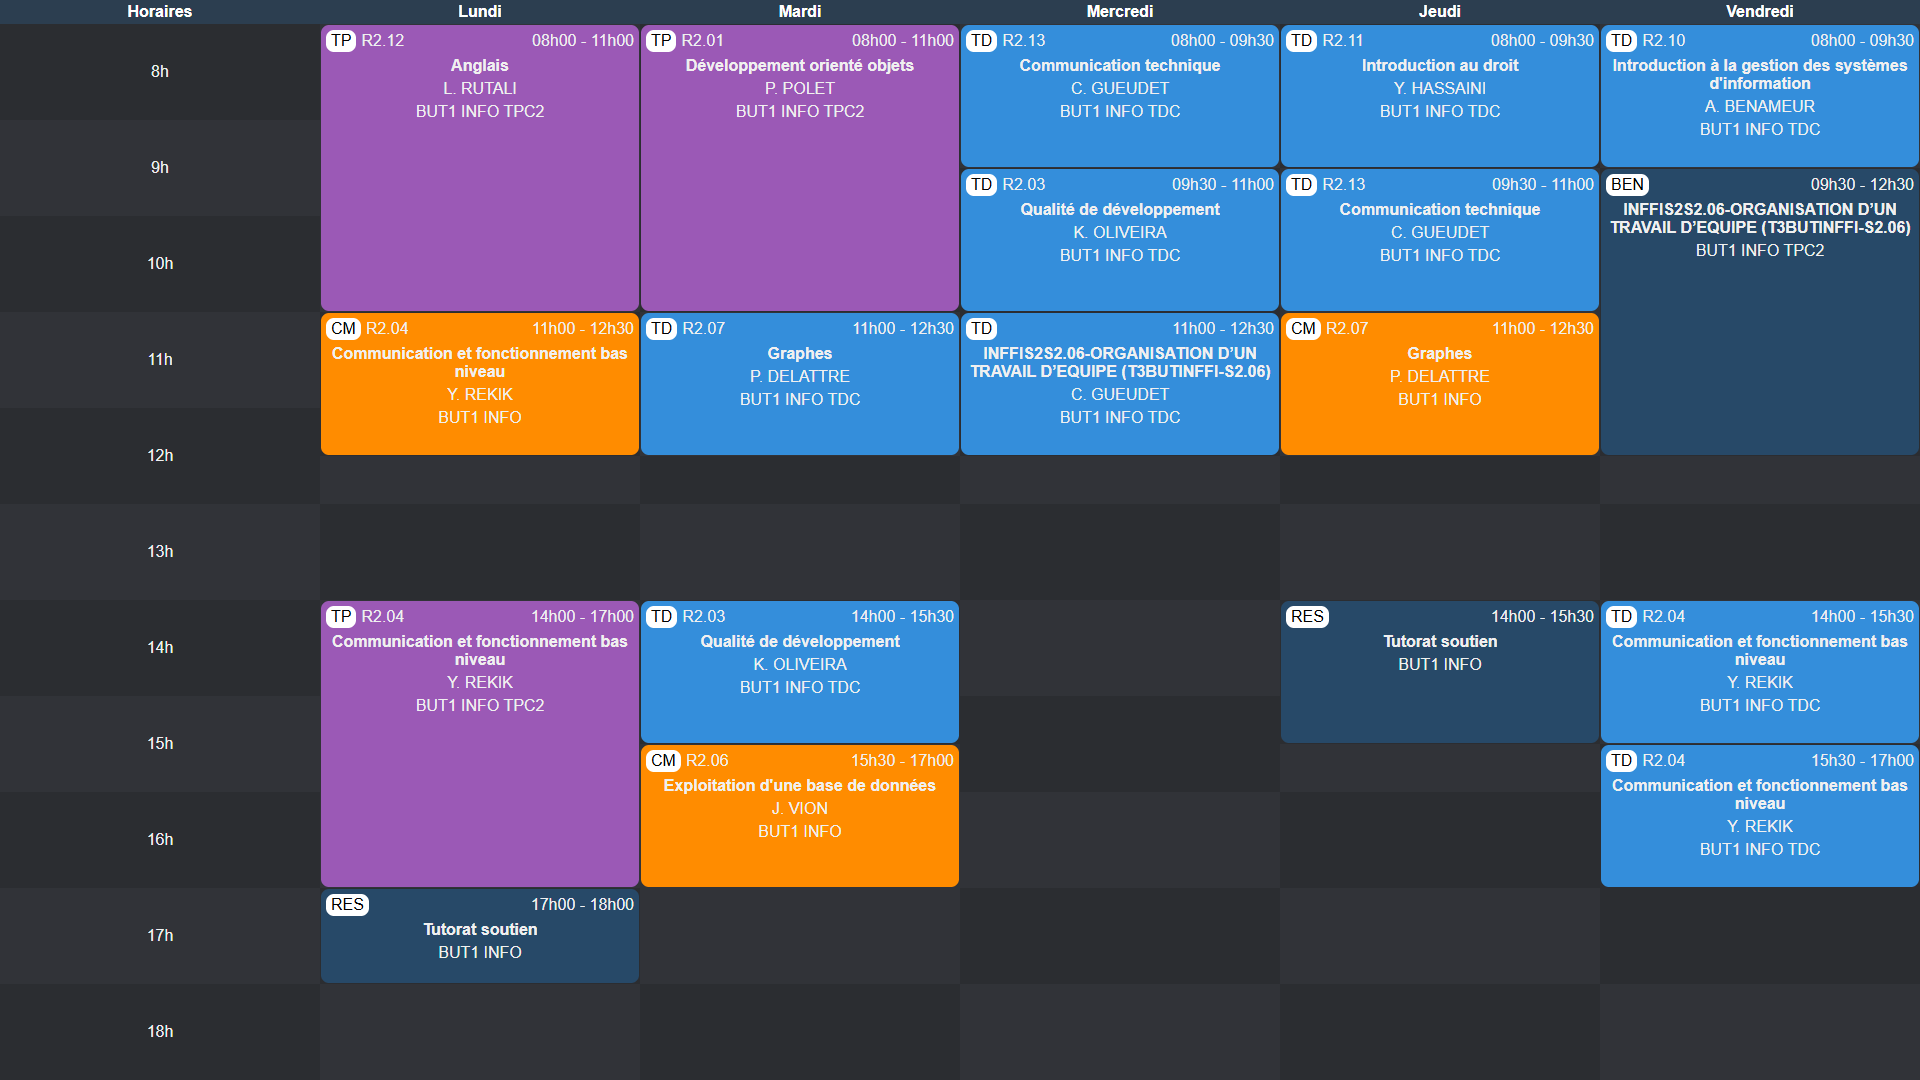 Horaires
Lundi
Mardi
Mercredi
Jeudi
Vendredi
8h
9h
10h
11h
12h
13h
14h
15h
16h
17h
18h
TP R2.12 08h00 - 11h00
Anglais
L. RUTALI
BUT1 INFO TPC2
CM R2.04 11h00 - 12h30
Communication et fonctionnement bas
niveau
Y. REKIK
BUT1 INFO
TP R2.04 14h00 - 17h00
Communication et fonctionnement bas
niveau
Y. REKIK
BUT1 INFO TPC2
RES 17h00 - 18h00
Tutorat soutien
BUT1 INFO
TP R2.01 08h00 - 11h00
Développement orienté objets
P. POLET
BUT1 INFO TPC2
TD R2.07 11h00 - 12h30
Graphes
P. DELATTRE
BUT1 INFO TDC
TD R2.03 14h00 - 15h30
Qualité de développement
K. OLIVEIRA
BUT1 INFO TDC
CM R2.06 15h30 - 17h00
Exploitation d'une base de données
J. VION
BUT1 INFO
TD R2.13 08h00 - 09h30
Communication technique
C. GUEUDET
BUT1 INFO TDC
TD R2.03 09h30 - 11h00
Qualité de développement
K. OLIVEIRA
BUT1 INFO TDC
TD 11h00 - 12h30
INFFIS2S2.06-ORGANISATION D’UN
TRAVAIL D’EQUIPE (T3BUTINFFI-S2.06)
C. GUEUDET
BUT1 INFO TDC
TD R2.11 08h00 - 09h30
Introduction au droit
Y. HASSAINI
BUT1 INFO TDC
TD R2.13 09h30 - 11h00
Communication technique
C. GUEUDET
BUT1 INFO TDC
CM R2.07 11h00 - 12h30
Graphes
P. DELATTRE
BUT1 INFO
RES 14h00 - 15h30
Tutorat soutien
BUT1 INFO
TD R2.10 08h00 - 09h30
Introduction à la gestion des systèmes
d'information
A. BENAMEUR
BUT1 INFO TDC
BEN 09h30 - 12h30
INFFIS2S2.06-ORGANISATION D’UN
TRAVAIL D’EQUIPE (T3BUTINFFI-S2.06)
BUT1 INFO TPC2
TD R2.04 14h00 - 15h30
Communication et fonctionnement bas
niveau
Y. REKIK
BUT1 INFO TDC
TD R2.04 15h30 - 17h00
Communication et fonctionnement bas
niveau
Y. REKIK
BUT1 INFO TDC